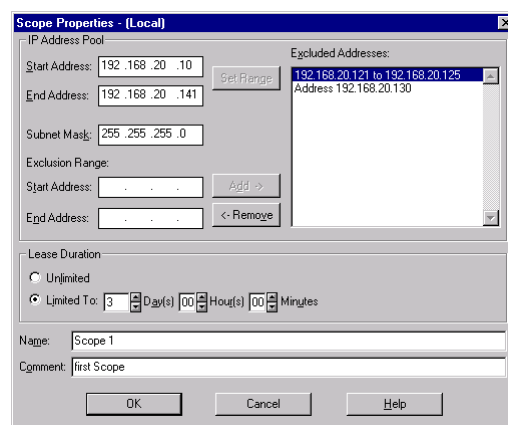 Scope Properties - (Local)
IP Address Pool
Start Address: 192 .168 .20 .10
Set Range
End Address: 192 .168 .20 .141
Subnet Mask: 255 .255 .255 .0
Exclusion Range:
Start Address: . . .
Add ->
End Address: . . .
<- Remove
Excluded Addresses:
192.168.20.121 to 192.168.20.125
Address 192.168.20.130
Lease Duration
Unlimited
Limited To: 3 Day(s) 00 Hour(s) 00 Minutes
Name: Scope 1
Comment: first Scope
OK Cancel Help